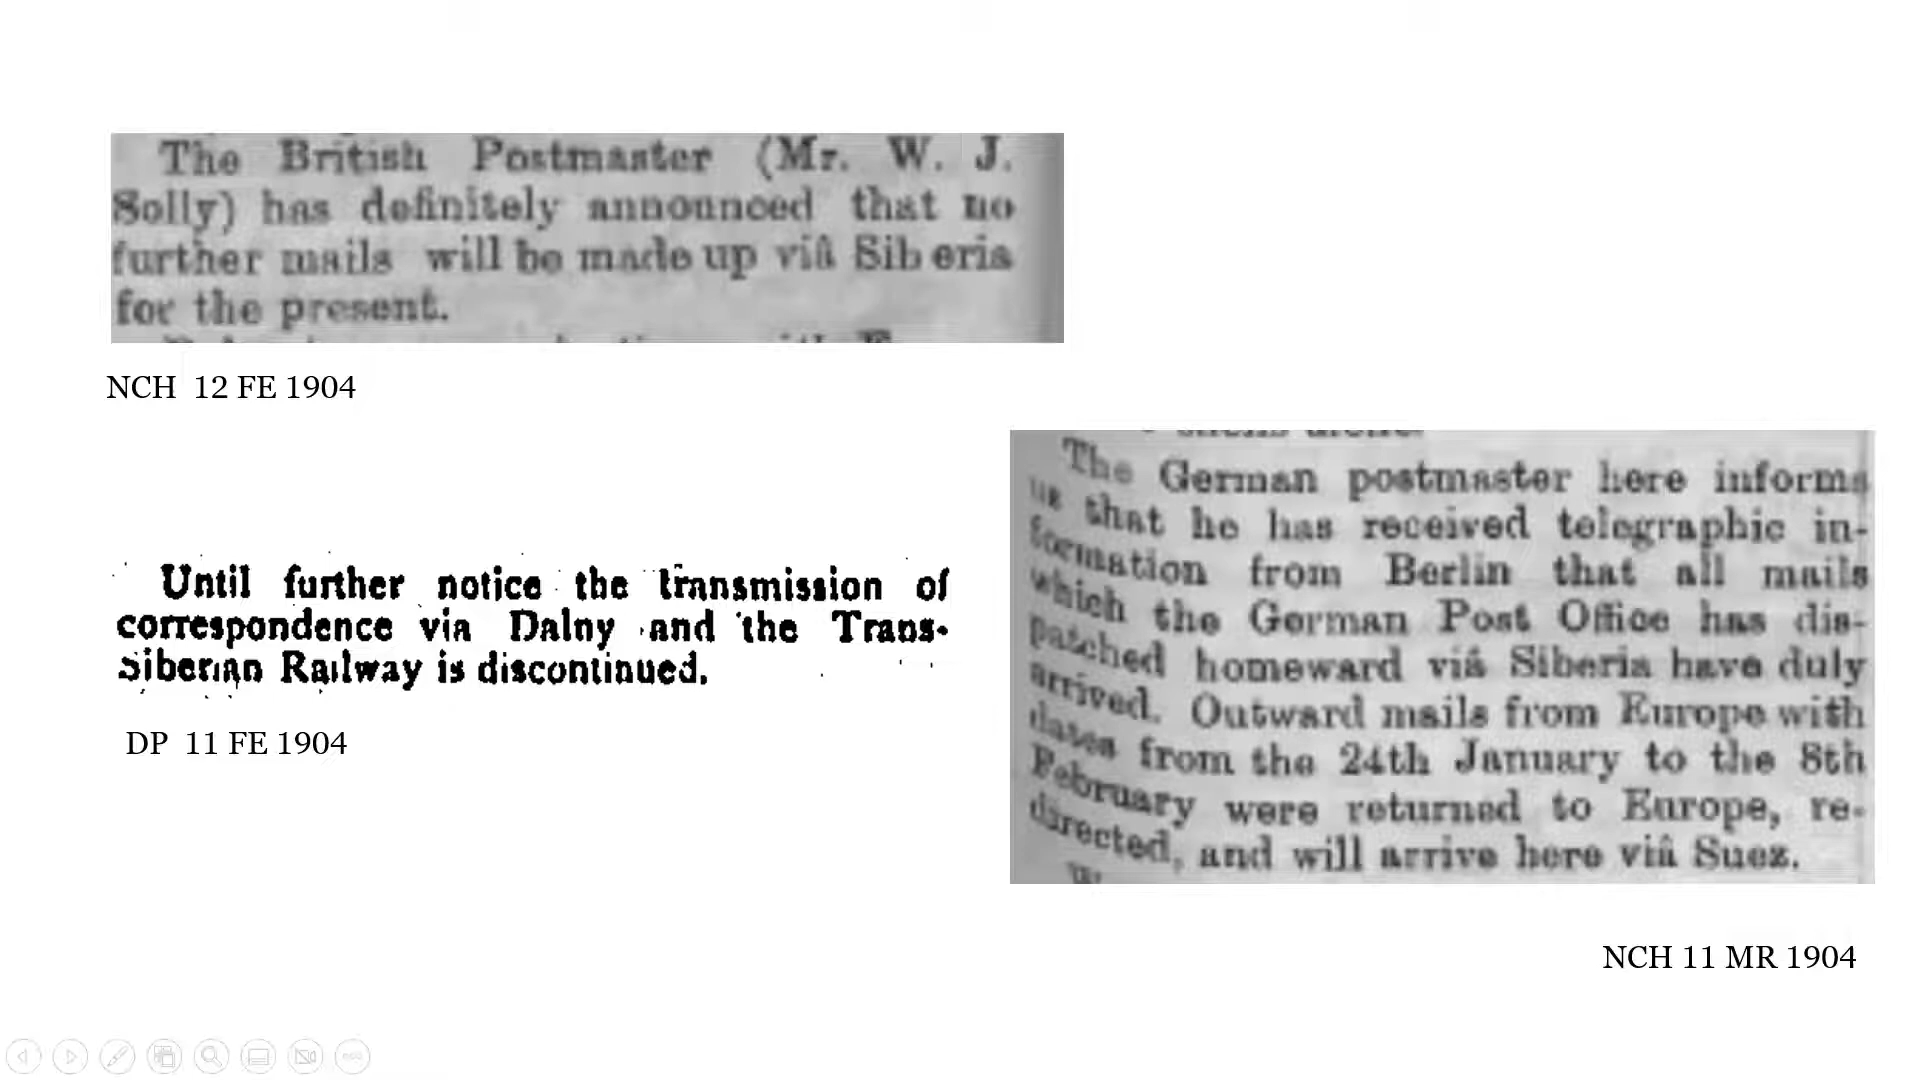 The British Postmaster (Mr. W. J.
Solly) has definitely announced that no
further mails will be made up viâ Siberia
for the present.
NCH 12 FE 1904
Until further notice the transmission of
correspondence via Dalny and the Trans-
Siberian Railway is discontinued.
DP 11 FE 1904
The German postmaster here informs
us that he has received telegraphic in-
formation from Berlin that all mails
which the German Post Office has dis-
patched homeward viâ Siberia have duly
arrived. Outward mails from Europe with
dates from the 24th January to the 8th
February were returned to Europe, re-
directed, and will arrive here viâ Suez.
NCH 11 MR 1904